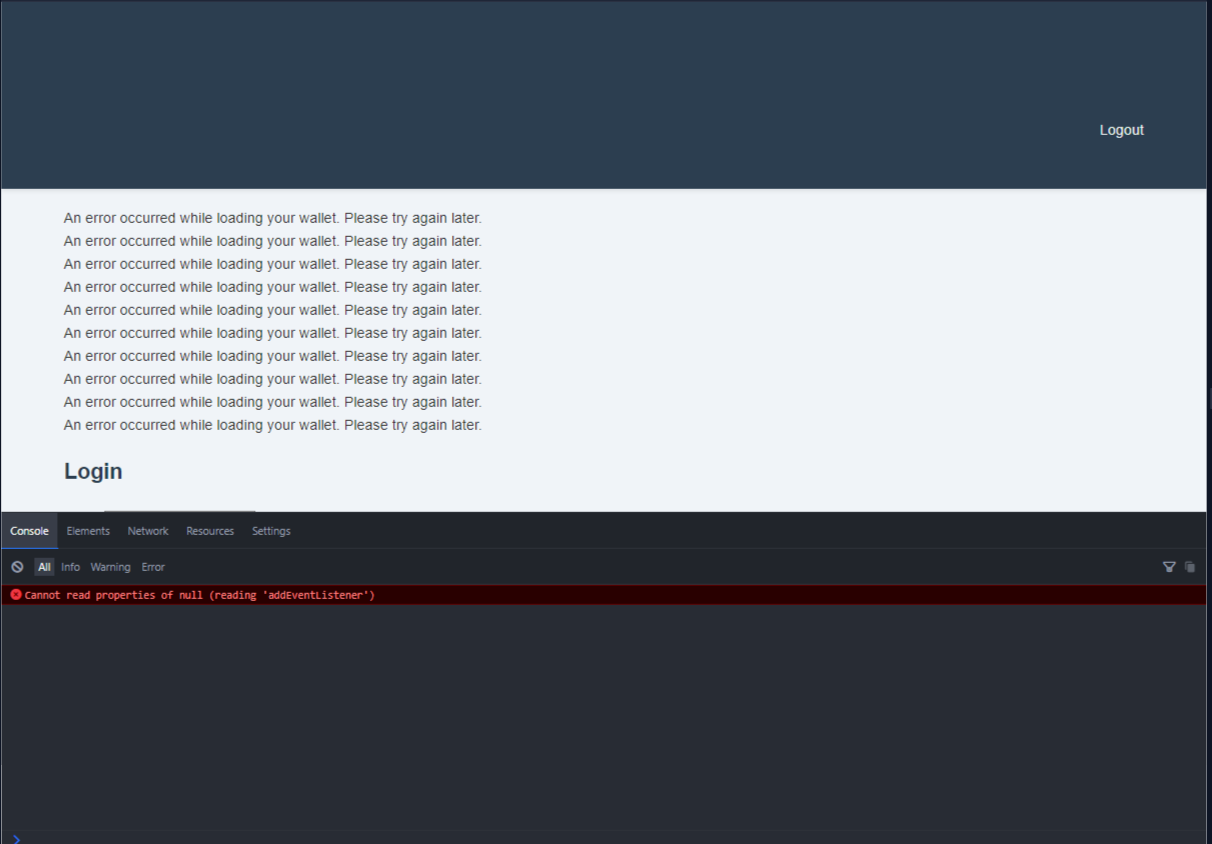 Logout
An error occurred while loading your wallet. Please try again later.
An error occurred while loading your wallet. Please try again later.
An error occurred while loading your wallet. Please try again later.
An error occurred while loading your wallet. Please try again later.
An error occurred while loading your wallet. Please try again later.
An error occurred while loading your wallet. Please try again later.
An error occurred while loading your wallet. Please try again later.
An error occurred while loading your wallet. Please try again later.
An error occurred while loading your wallet. Please try again later.
An error occurred while loading your wallet. Please try again later.
Login
Console Elements Network Resources Settings
All Info Warning Error
Cannot read properties of null (reading 'addEventListener')